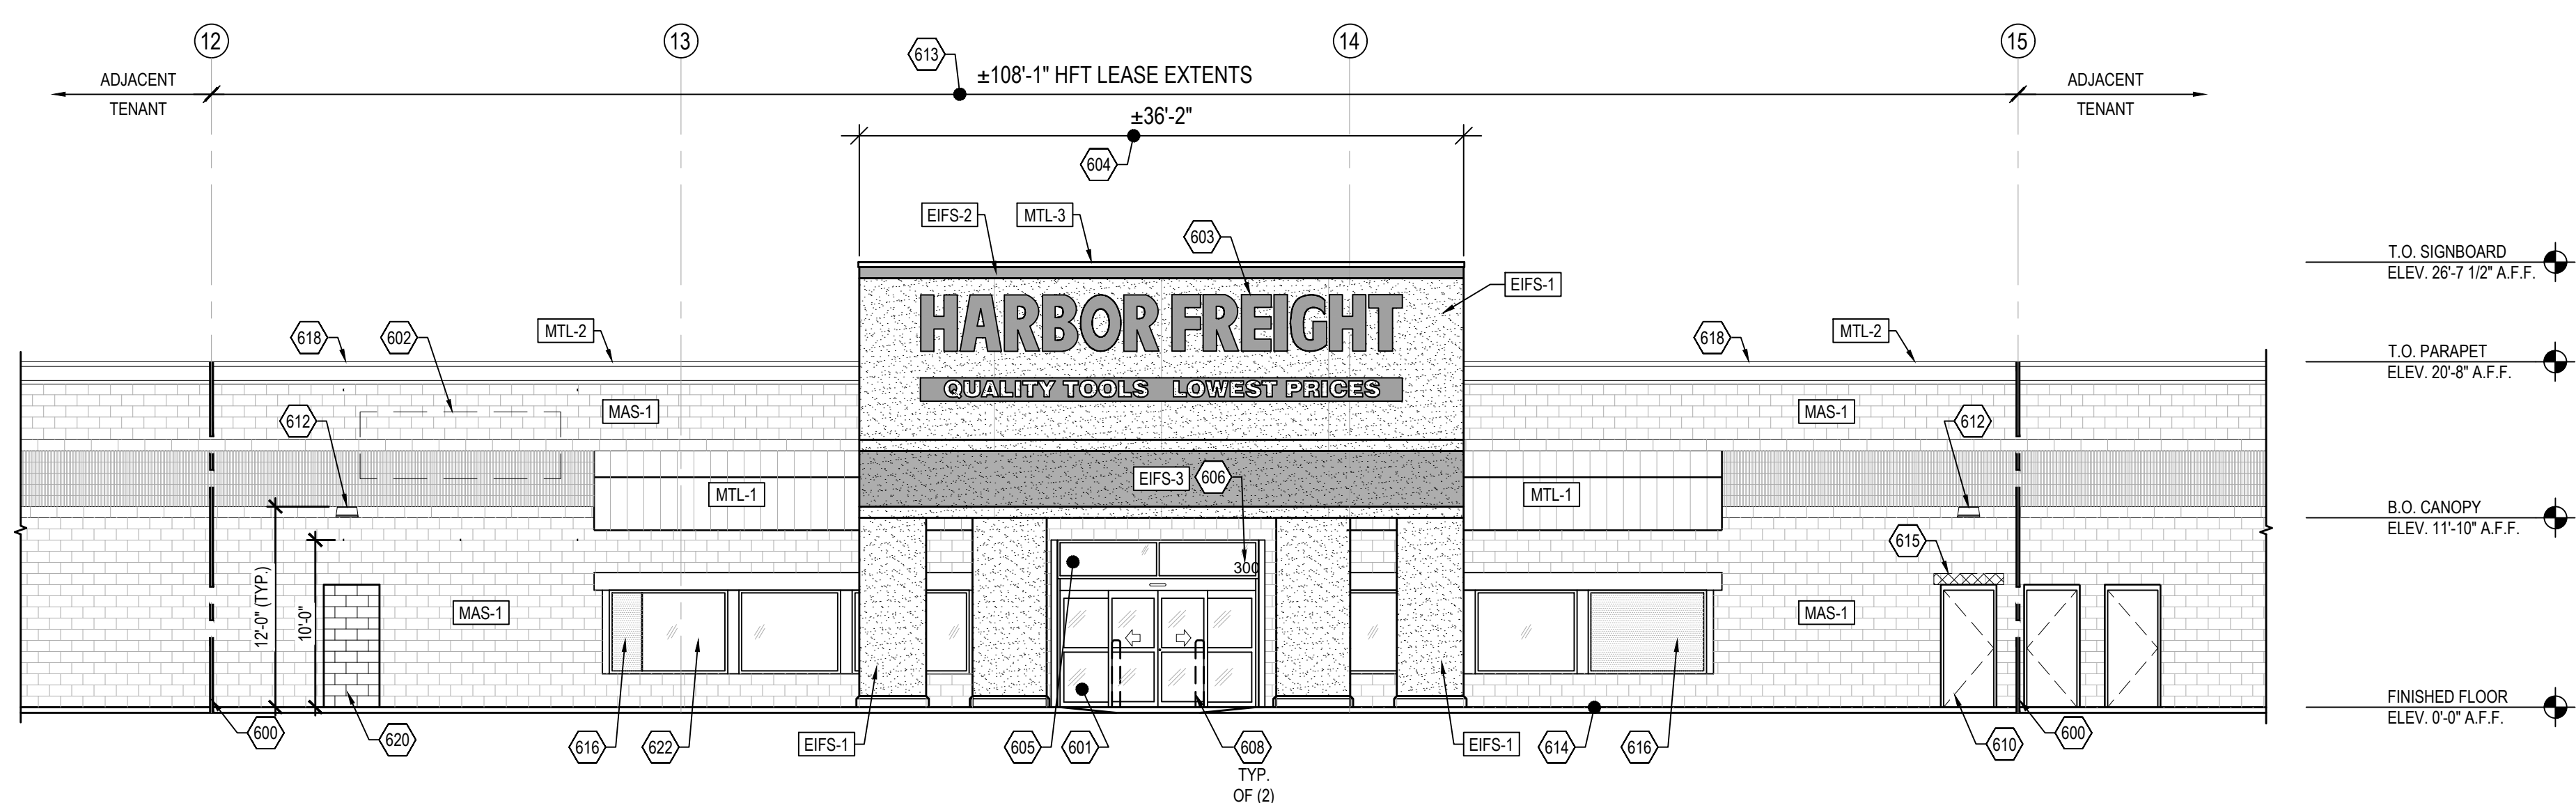 12
13
14
15
613
±108'-1" HFT LEASE EXTENTS
ADJACENT
TENANT
ADJACENT
TENANT
±36'-2"
604
EIFS-2
MTL-3
603
T.O. SIGNBOARD
ELEV. 26'-7 1/2" A.F.F.
EIFS-1
HARBOR FREIGHT
618
602
MTL-2
618
MTL-2
T.O. PARAPET
ELEV. 20'-8" A.F.F.
QUALITY TOOLS LOWEST PRICES
612
MAS-1
MAS-1
612
EIFS-3
606
MTL-1
MTL-1
B.O. CANOPY
ELEV. 11'-10" A.F.F.
615
300
12'-0" (TYP.)
10'-0"
MAS-1
MAS-1
FINISHED FLOOR
ELEV. 0'-0" A.F.F.
600
620
616
622
EIFS-1
605
601
608
TYP.
OF (2)
EIFS-1
614
616
610
600